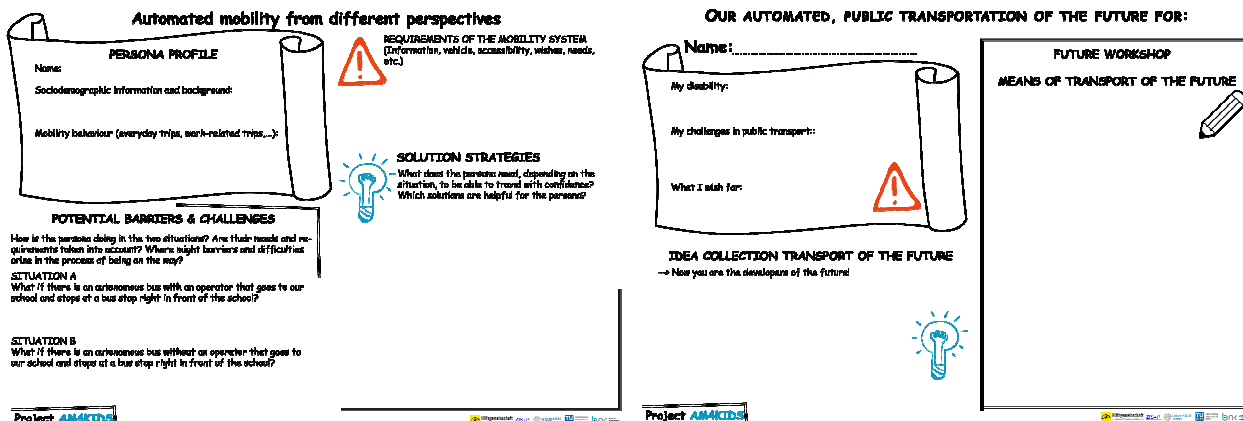 Automated mobility from different perspectives
PERSONA PROFILE
Name:
Sociodemographic information and background:
Mobility behaviour (everyday trips, work-related trips,...):
REQUIREMENTS OF THE MOBILITY SYSTEM
(Information, vehicle, accessibility, wishes, needs,
etc.)
SOLUTION STRATEGIES
What does the persona need, depending on the
situation, to be able to travel with confidence?
Which solutions are helpful for the persona?
POTENTIAL BARRIERS & CHALLENGES
How is the persona doing in the two situations? Are their needs and re-
quirements taken into account? Where might barriers and difficulties
arise in the process of being on the way?
SITUATION A
What if there is an autonomous bus with an operator that goes to our
school and stops at a bus stop right in front of the school?
SITUATION B
What if there is an autonomous bus without an operator that goes to
our school and stops at a bus stop right in front of the school?
Project AMAKIDS
Hilfsgemeinschaft
TU
OUR AUTOMATED, PUBLIC TRANSPORTATION OF THE FUTURE FOR:
Name:
My disability:
My challenges in public transport::
What I wish for:
IDEA COLLECTION TRANSPORT OF THE FUTURE
→ Now you are the developers of the future!
FUTURE WORKSHOP
MEANS OF TRANSPORT OF THE FUTURE
Project AMAKIDS
Hilfsgemeinschaft
TU